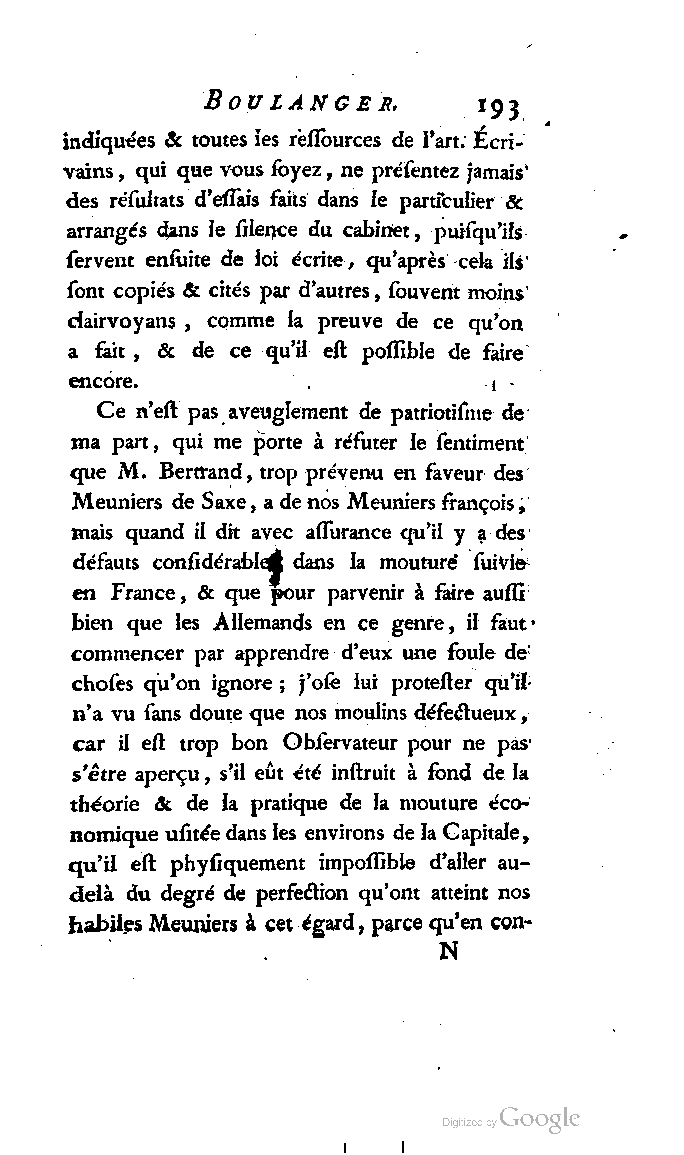 BOULANGER. 193
indiquées & toutes les reſſources de l'art. Écri-
vains, qui que vous ſoyez, ne préſentez jamais
des réſultats d'eſſais faits dans le particulier &
arrangés dans le ſilence du cabinet, puiſqu'ils
ſervent enſuite de loi écrite, qu'après cela ils
ſont copiés & cités par d'autres, ſouvent moins
clairvoyans, comme la preuve de ce qu'on
a fait, & de ce qu'il eſt poſſible de faire
encore.
Ce n'eſt pas aveuglement de patriotiſme de
ma part, qui me porte à réfuter le ſentiment
que M. Bertrand, trop prévenu en faveur des
Meuniers de Saxe, a de nos Meuniers françois,
mais quand il dit avec aſſurance qu'il y a des
défauts conſidérables dans la mouture ſuivie
en France, & que pour parvenir à faire auſſi
bien que les Allemands en ce genre, il faut
commencer par apprendre d'eux une foule de
choſes qu'on ignore ; j'oſe lui proteſter qu'il
n'a vu ſans doute que nos moulins défectueux,
car il eſt trop bon Obſervateur pour ne pas
s'être aperçu, s'il eût été inſtruit à fond de la
théorie & de la pratique de la mouture éco-
nomique uſitée dans les environs de la Capitale,
qu'il eſt phyſiquement impoſſible d'aller au-
delà du degré de perfection qu'ont atteint nos
habiles Meuniers à cet égard, parce qu'en con-
N
Digitized by Google